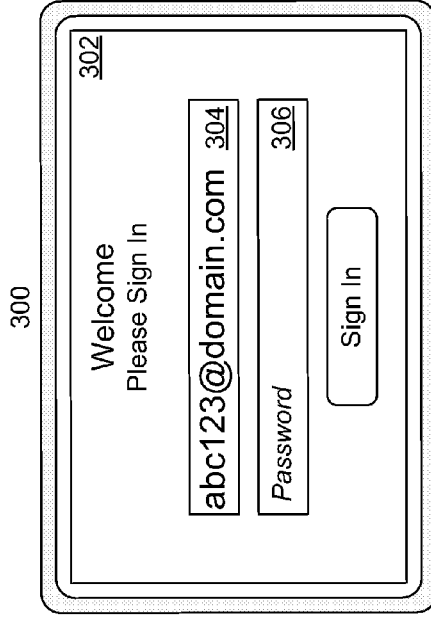 300
302
Welcome
Please Sign In
abc123@domain.com 304
Password 306
Sign In